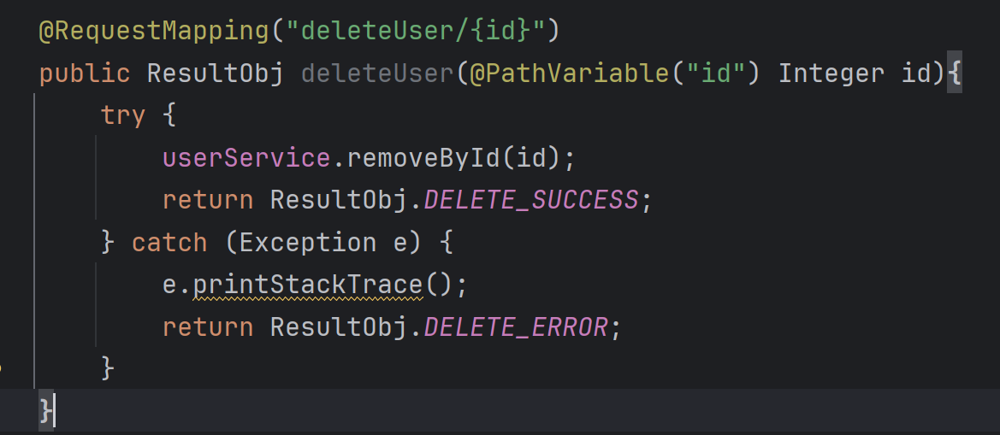 @RequestMapping("deleteUser/{id}")
public ResultObj deleteUser(@PathVariable("id") Integer id){
    try {
        userService.removeById(id);
        return ResultObj.DELETE_SUCCESS;
    } catch (Exception e) {
        e.printStackTrace();
        return ResultObj.DELETE_ERROR;
    }
}